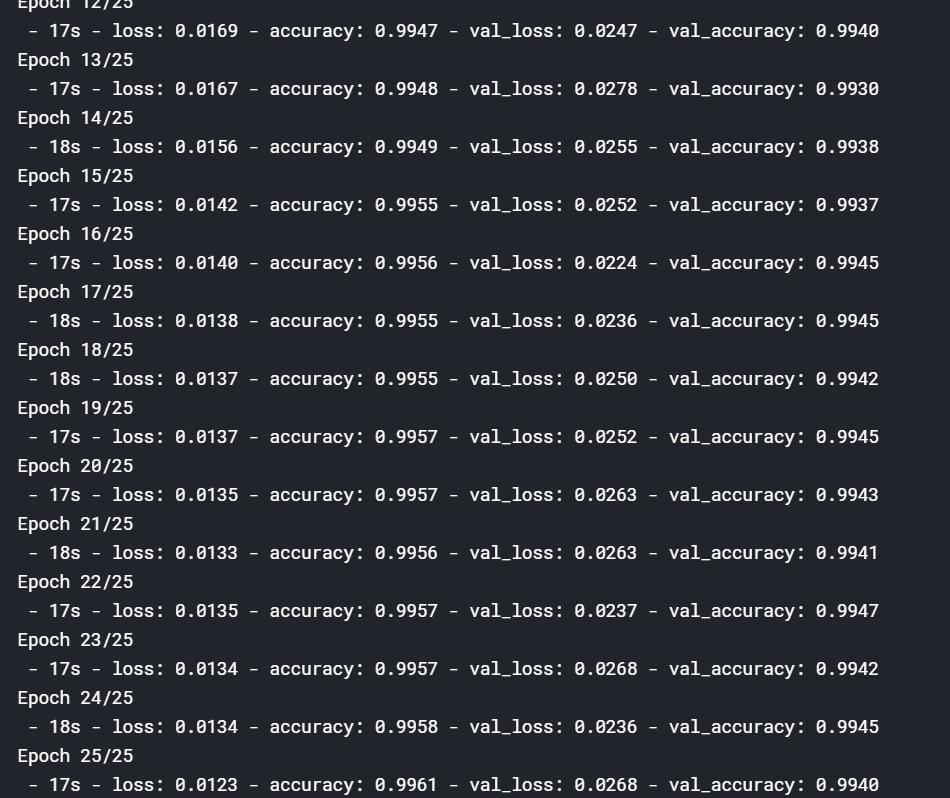 Epoch 12/25
- 17s - loss: 0.0169 - accuracy: 0.9947 - val_loss: 0.0247 - val_accuracy: 0.9940
Epoch 13/25
- 17s - loss: 0.0167 - accuracy: 0.9948 - val_loss: 0.0278 - val_accuracy: 0.9930
Epoch 14/25
- 18s - loss: 0.0156 - accuracy: 0.9949 - val_loss: 0.0255 - val_accuracy: 0.9938
Epoch 15/25
- 17s - loss: 0.0142 - accuracy: 0.9955 - val_loss: 0.0252 - val_accuracy: 0.9937
Epoch 16/25
- 17s - loss: 0.0140 - accuracy: 0.9956 - val_loss: 0.0224 - val_accuracy: 0.9945
Epoch 17/25
- 18s - loss: 0.0138 - accuracy: 0.9955 - val_loss: 0.0236 - val_accuracy: 0.9945
Epoch 18/25
- 18s - loss: 0.0137 - accuracy: 0.9955 - val_loss: 0.0250 - val_accuracy: 0.9942
Epoch 19/25
- 17s - loss: 0.0137 - accuracy: 0.9957 - val_loss: 0.0252 - val_accuracy: 0.9945
Epoch 20/25
- 17s - loss: 0.0135 - accuracy: 0.9957 - val_loss: 0.0263 - val_accuracy: 0.9943
Epoch 21/25
- 18s - loss: 0.0133 - accuracy: 0.9956 - val_loss: 0.0263 - val_accuracy: 0.9941
Epoch 22/25
- 17s - loss: 0.0135 - accuracy: 0.9957 - val_loss: 0.0237 - val_accuracy: 0.9947
Epoch 23/25
- 17s - loss: 0.0134 - accuracy: 0.9957 - val_loss: 0.0268 - val_accuracy: 0.9942
Epoch 24/25
- 18s - loss: 0.0134 - accuracy: 0.9958 - val_loss: 0.0236 - val_accuracy: 0.9945
Epoch 25/25
- 17s - loss: 0.0123 - accuracy: 0.9961 - val_loss: 0.0268 - val_accuracy: 0.9940